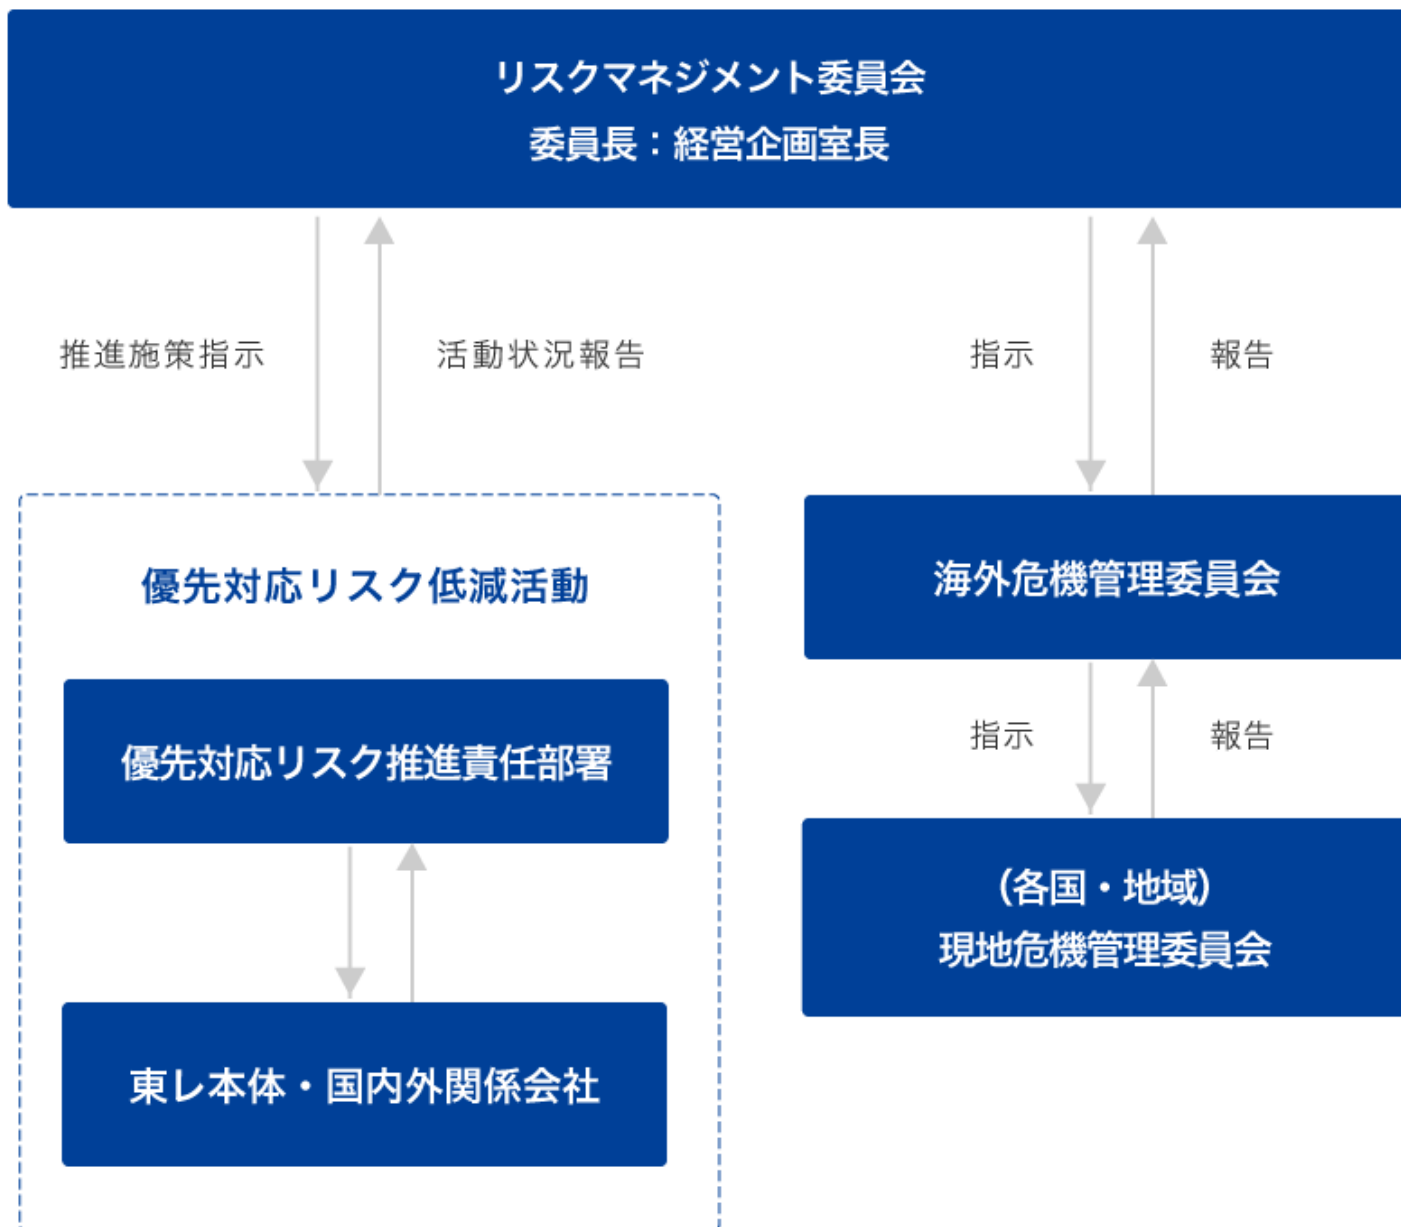 リスクマネジメント委員会
委員長：経営企画室長
推進施策指示
活動状況報告
指示
報告
優先対応リスク低減活動
海外危機管理委員会
優先対応リスク推進責任部署
指示
報告
（各国・地域）
現地危機管理委員会
東レ本体・国内外関係会社